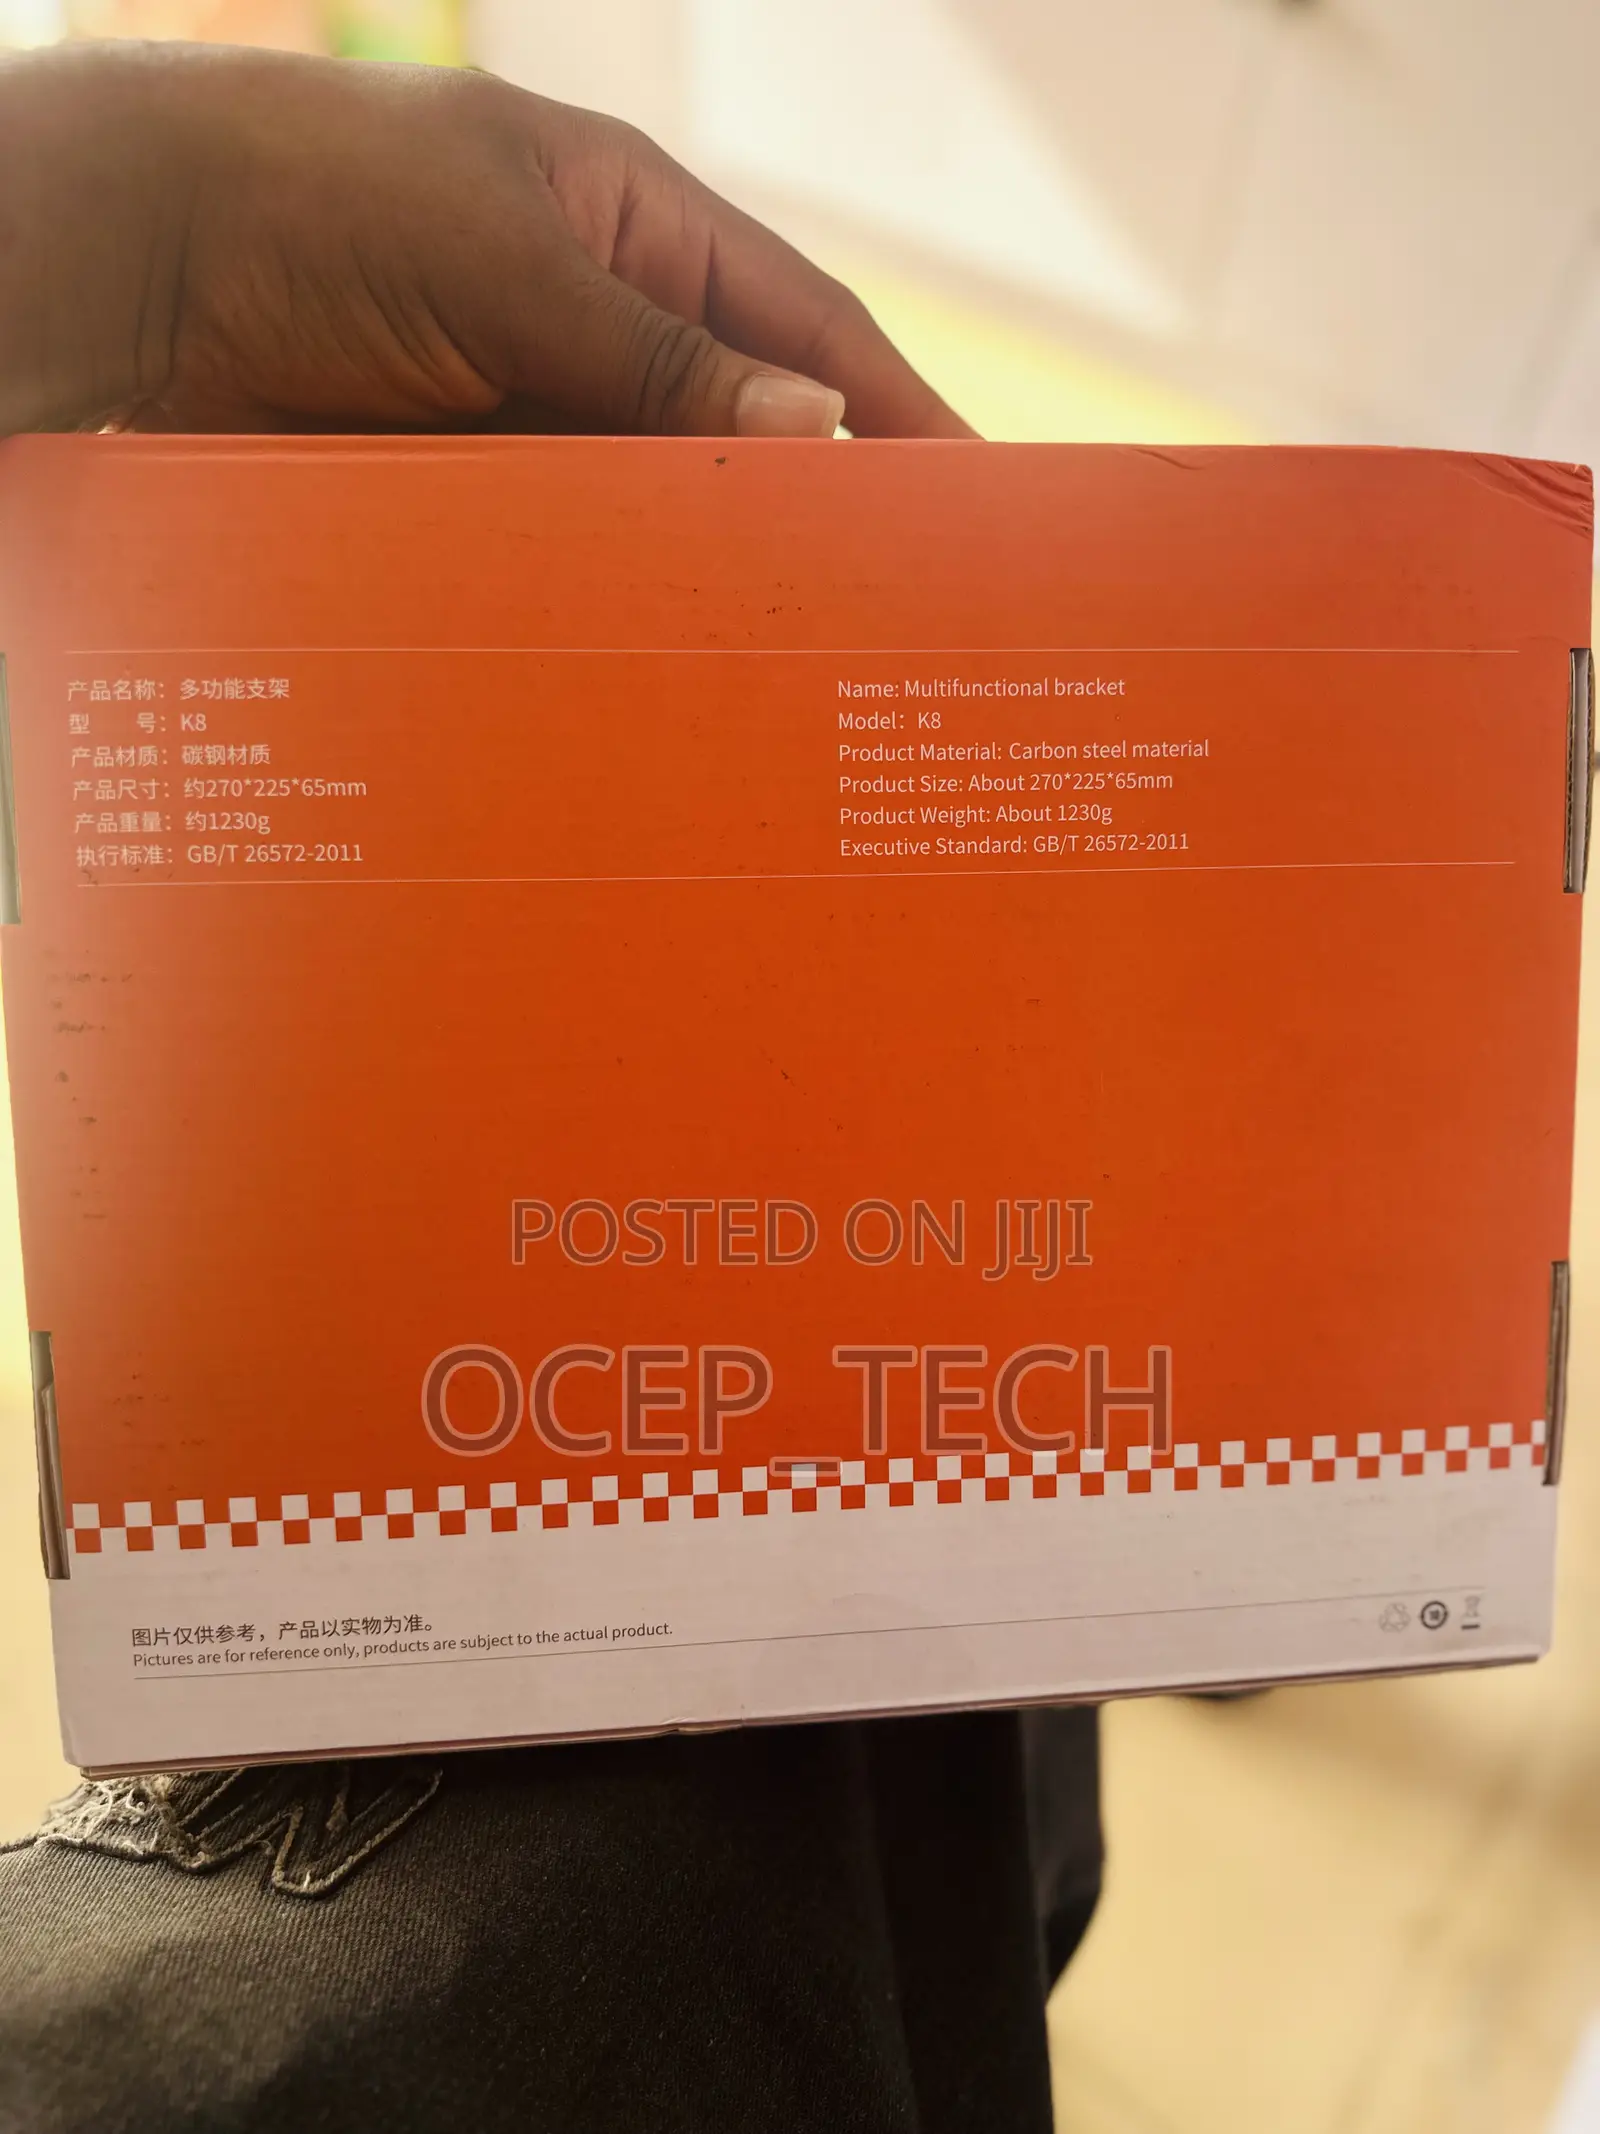 产品名称：多功能支架
型 号：K8
产品材质：碳钢材质
产品尺寸：约270*225*65mm
产品重量：约1230g
执行标准：GB/T 26572-2011
Name: Multifunctional bracket
Model：K8
Product Material: Carbon steel material
Product Size: About 270*225*65mm
Product Weight: About 1230g
Executive Standard: GB/T 26572-2011
POSTED ON JIJI
OCEP_TECH
图片仅供参考，产品以实物为准。
Pictures are for reference only, products are subject to the actual product.